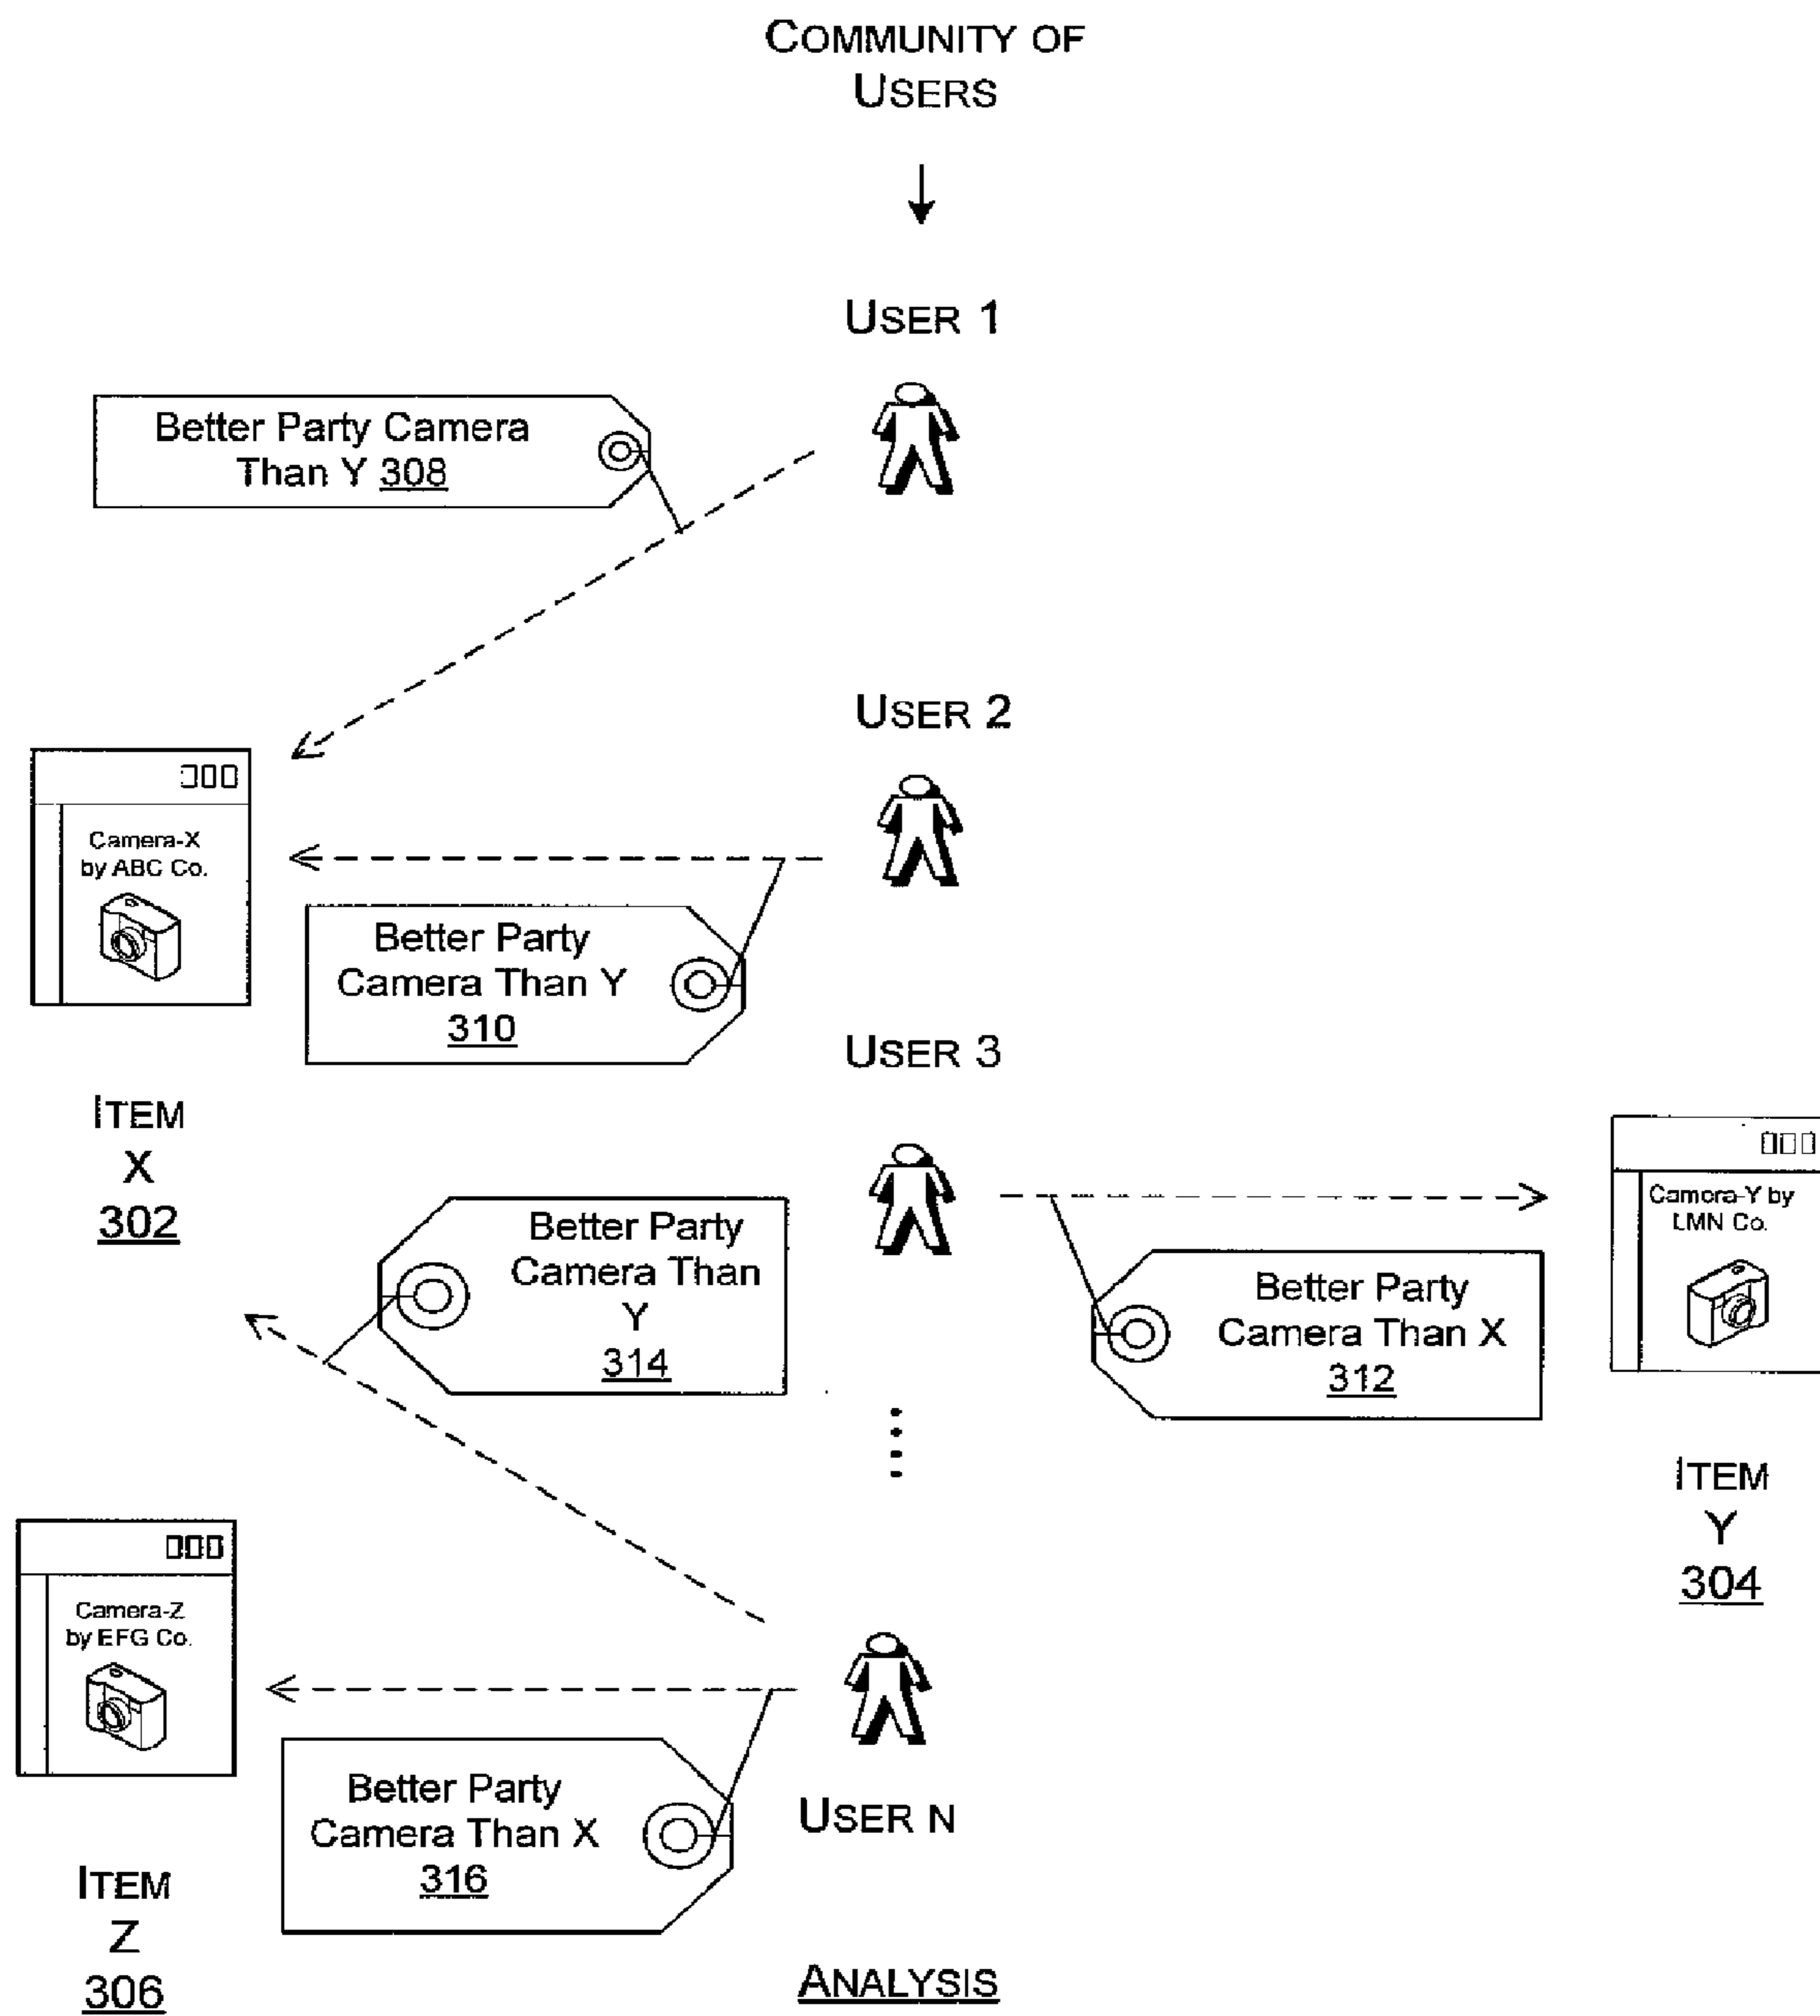 COMMUNITY OF
USERS
USER 1
Better Party Camera
Than Y 308
USER 2
Camera-X
by ABC Co.
Better Party
Camera Than Y
310
ITEM
X
302
USER 3
Better Party
Camera Than
Y
314
Better Party
Camera Than X
312
Camera-Y by
LMN Co.
ITEM
Y
304
Camera-Z
by EFG Co.
Better Party
Camera Than X
316
USER N
ITEM
Z
306
ANALYSIS